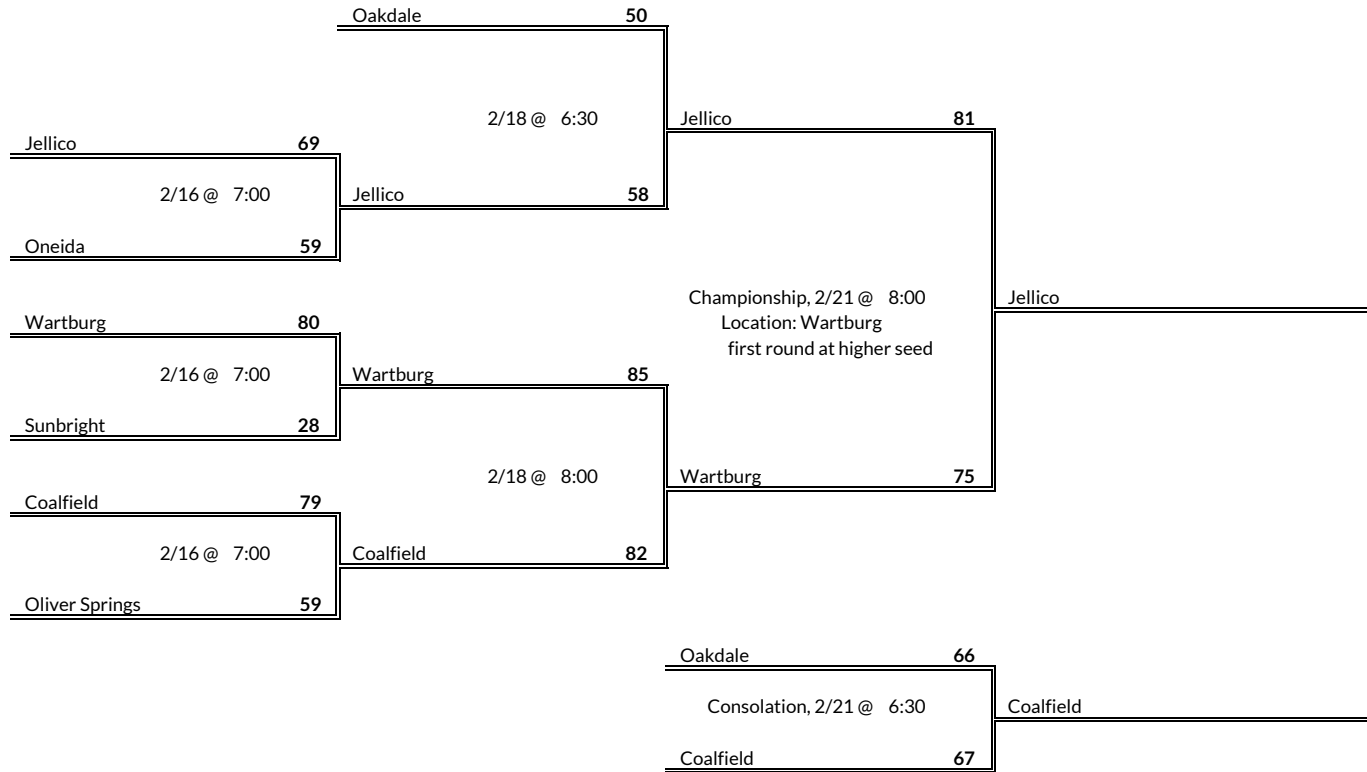 Oakdale 50
2/18 @ 6:30 Jellico 81
Jellico 69
2/16 @ 7:00 Jellico 58
Oneida 59
Championship, 2/21 @ 8:00 Jellico
Wartburg 80 Location: Wartburg
first round at higher seed
2/16 @ 7:00 Wartburg 85
Sunbright 28
2/18 @ 8:00 Wartburg 75
Coalfield 79
2/16 @ 7:00 Coalfield 82
Oliver Springs 59
Oakdale 66
Consolation, 2/21 @ 6:30 Coalfield
Coalfield 67